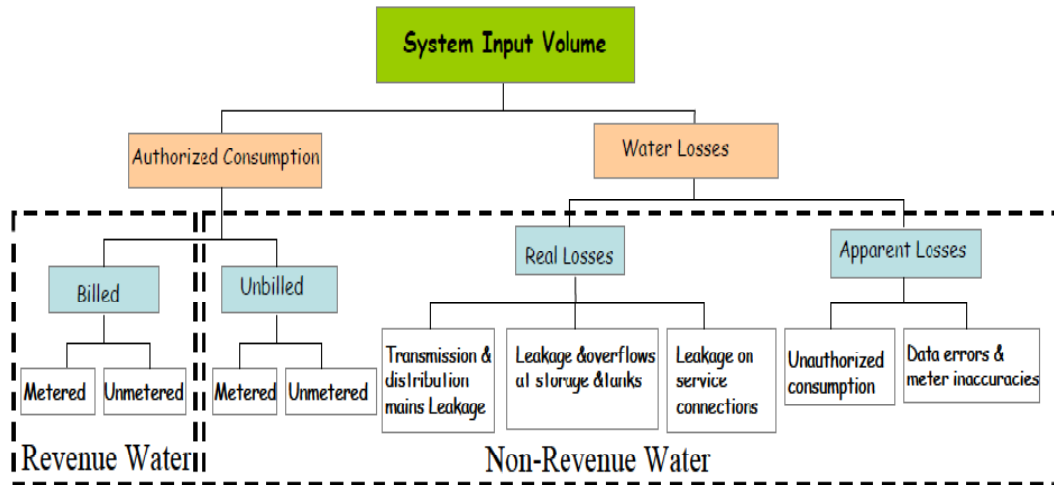 System Input Volume
Authorized Consumption
Water Losses
Billed
Unbilled
Real Losses
Apparent Losses
Metered
Unmetered
Metered
Unmetered
Transmission &
distribution
mains Leakage
Leakage &overflows
at storage &tanks
Leakage on
service
connections
Unauthorized
consumption
Data errors &
meter inaccuracies
Revenue Water
Non-Revenue Water